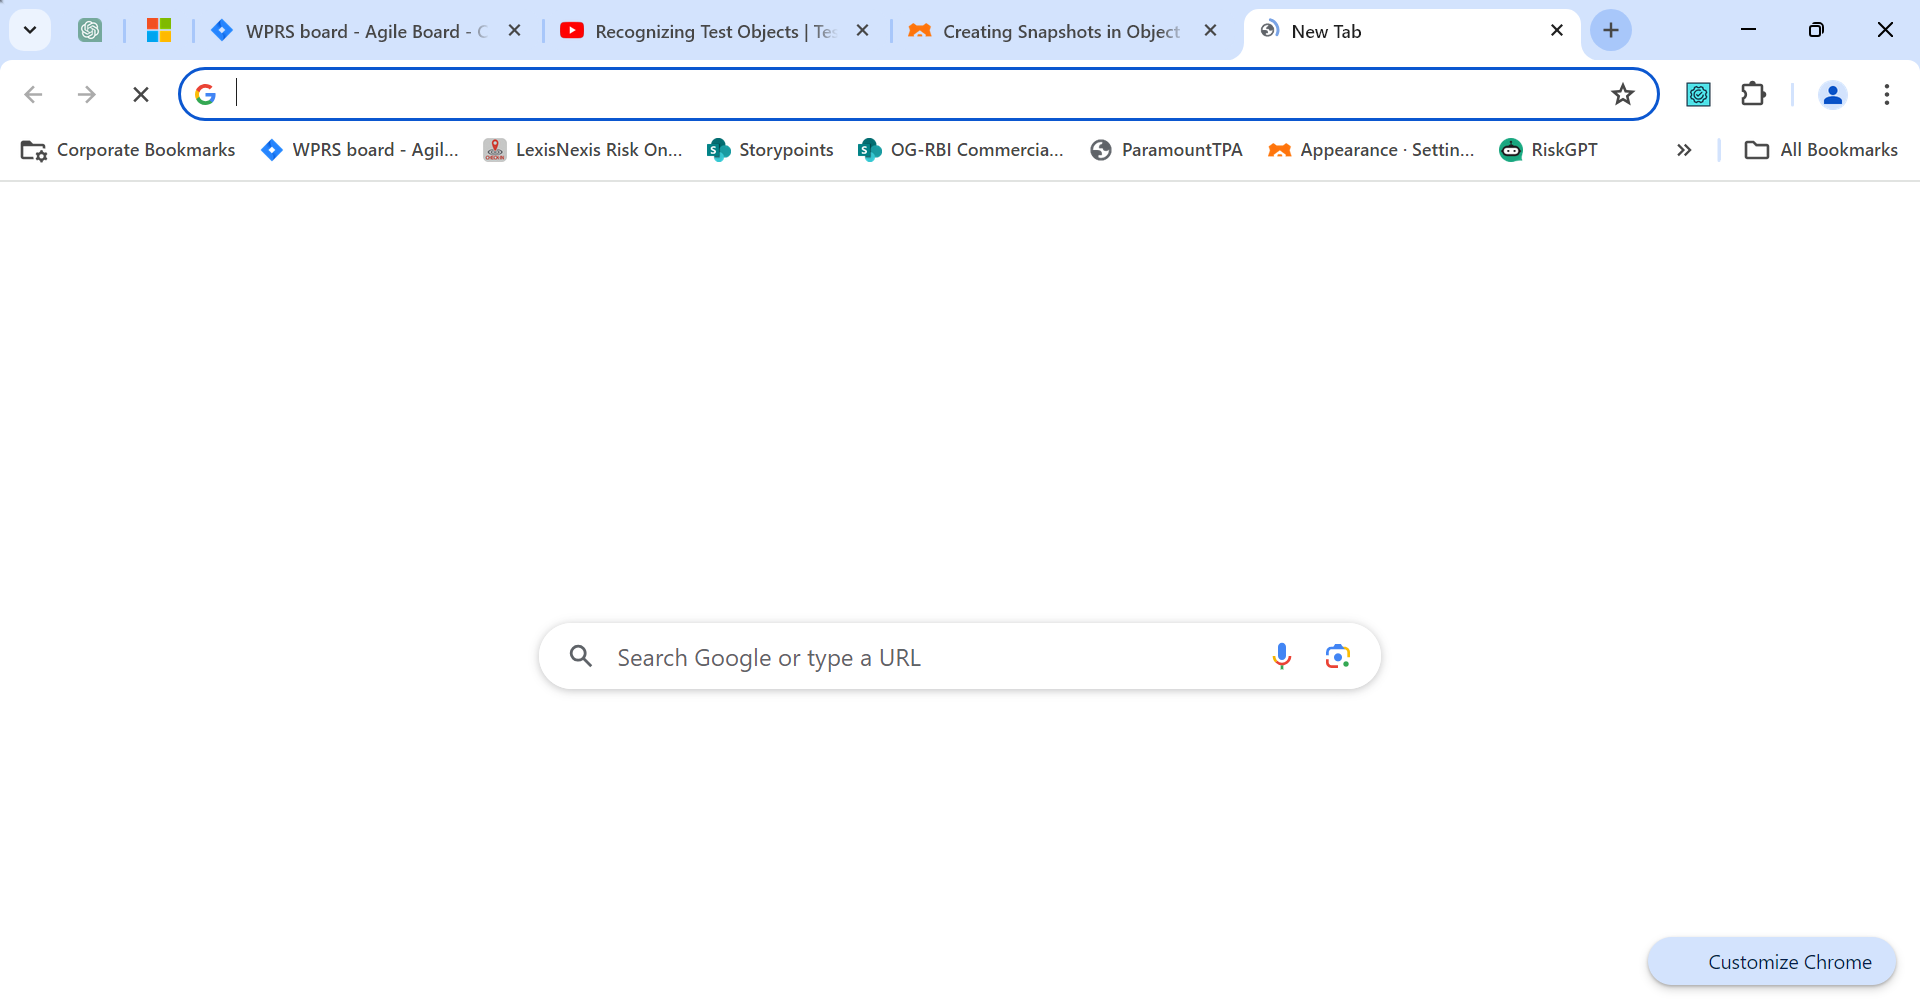 WPRS board - Agile Board - C
Recognizing Test Objects | Tes
Creating Snapshots in Object
New Tab
Corporate Bookmarks
WPRS board - Agil...
LexisNexis Risk On...
Storypoints
OG-RBI Commercia...
ParamountTPA
Appearance · Settin...
RiskGPT
All Bookmarks
Search Google or type a URL
Customize Chrome